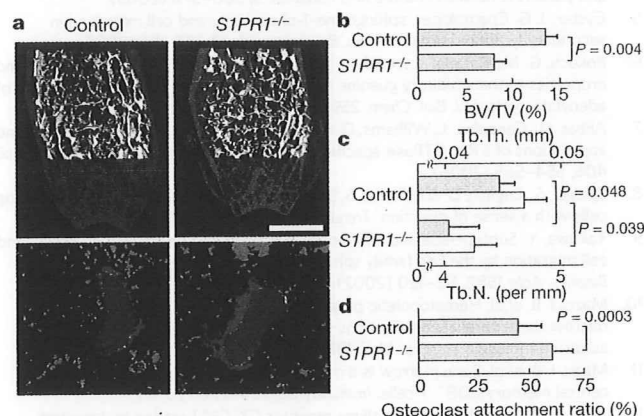 a
Control
S1PR1−/−
b
Control
S1PR1−/−
P = 0.004
0 5 10 15
BV/TV (%)
Tb.Th. (mm)
c
0.04 0.05
Control
S1PR1−/−
P = 0.048
P = 0.039
0 4 5
Tb.N. (per mm)
d
Control
S1PR1−/−
P = 0.0003
0 25 50 75
Osteoclast attachment ratio (%)